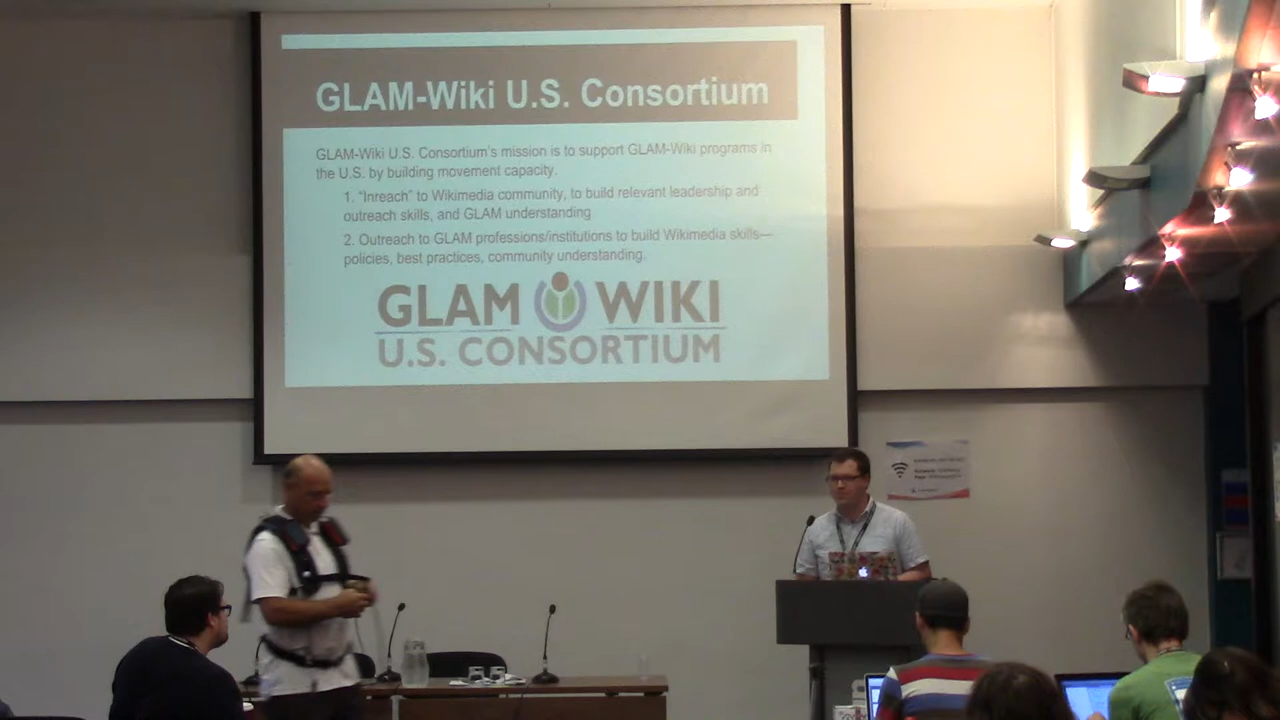 GLAM-Wiki U.S. Consortium
GLAM-Wiki U.S. Consortium's mission is to support GLAM-Wiki programs in
the U.S. by building movement capacity.
1. “Inreach” to Wikimedia community, to build relevant leadership and
outreach skills, and GLAM understanding
2. Outreach to GLAM professions/institutions to build Wikimedia skills—
policies, best practices, community understanding.
GLAM WIKI
U.S. CONSORTIUM